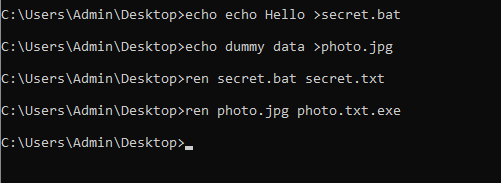 C:\Users\Admin\Desktop>echo echo Hello >secret.bat
C:\Users\Admin\Desktop>echo dummy data >photo.jpg
C:\Users\Admin\Desktop>ren secret.bat secret.txt
C:\Users\Admin\Desktop>ren photo.jpg photo.txt.exe
C:\Users\Admin\Desktop>